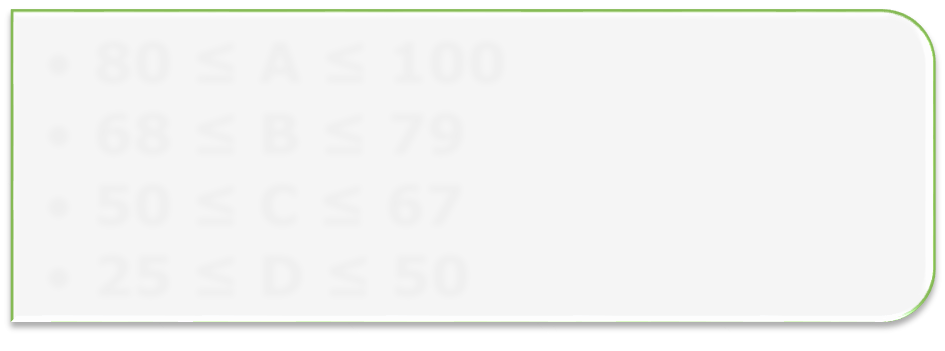 • 80 ≤ A ≤ 100
• 68 ≤ B ≤ 79
• 50 ≤ C ≤ 67
• 25 ≤ D ≤ 50